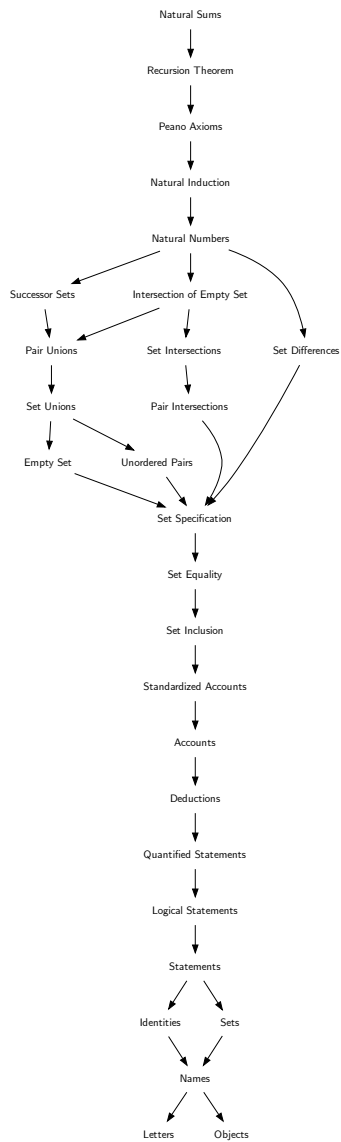 Natural Sums
Recursion Theorem
Peano Axioms
Natural Induction
Natural Numbers
Successor Sets
Intersection of Empty Set
Pair Unions
Set Intersections
Set Differences
Set Unions
Pair Intersections
Empty Set
Unordered Pairs
Set Specification
Set Equality
Set Inclusion
Standardized Accounts
Accounts
Deductions
Quantified Statements
Logical Statements
Statements
Identities
Sets
Names
Letters
Objects